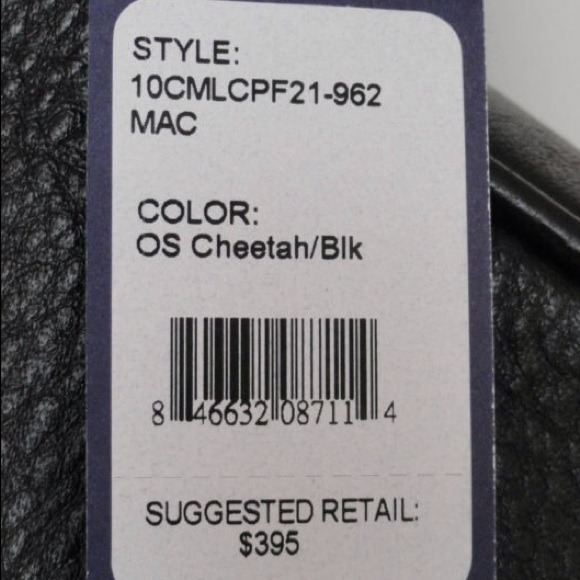 STYLE:
10CMLCPF21-962
MAC
COLOR:
OS Cheetah/Blk
8 46632 08711 4
SUGGESTED RETAIL:
$395